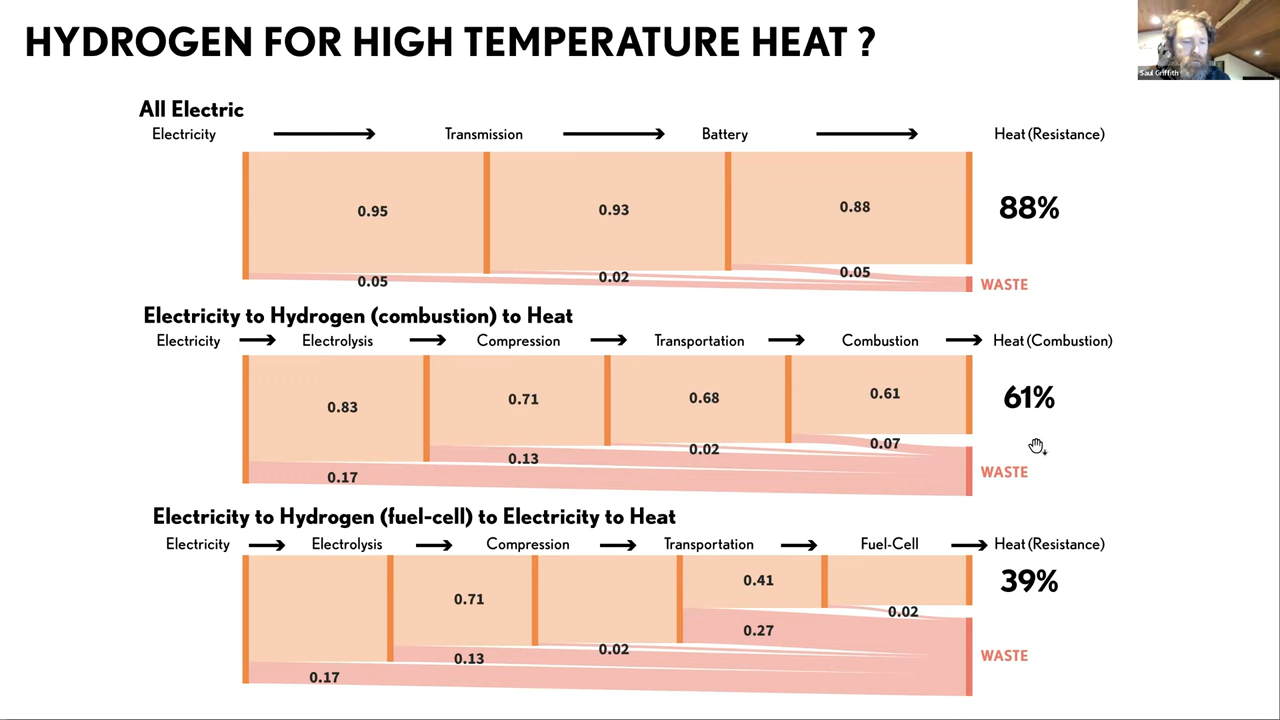 HYDROGEN FOR HIGH TEMPERATURE HEAT ?
Saul Griffith
All Electric
Electricity Transmission Battery Heat (Resistance)
0.95 0.93 0.88 88%
0.05 0.02 0.05 WASTE
Electricity to Hydrogen (combustion) to Heat
Electricity Electrolysis Compression Transportation Combustion Heat (Combustion)
0.83 0.71 0.68 0.61 61%
0.17 0.13 0.02 0.07 WASTE
Electricity to Hydrogen (fuel-cell) to Electricity to Heat
Electricity Electrolysis Compression Transportation Fuel-Cell Heat (Resistance)
0.71 0.41 39%
0.17 0.13 0.02 0.27 0.02 WASTE